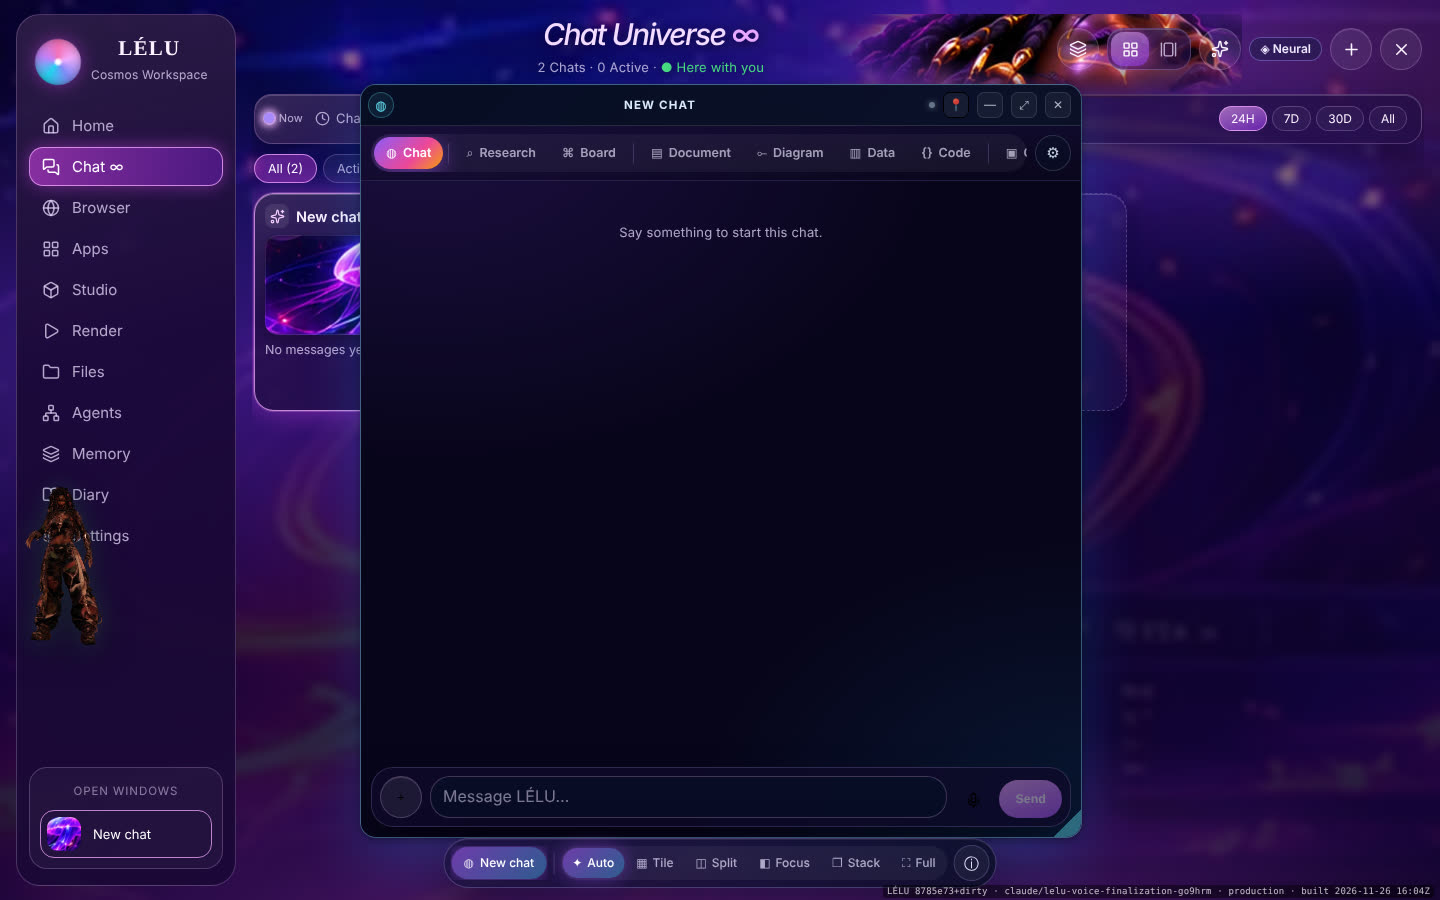 LÉLU
Cosmos Workspace
Home
Chat ∞
Browser
Apps
Studio
Render
Files
Agents
Memory
Diary
ttings
OPEN WINDOWS
New chat
Chat Universe ∞
2 Chats · 0 Active · ● Here with you
◈ Neural
Now
Cha
24H 7D 30D All
All (2)
Acti
New chat
No messages ye
NEW CHAT
Chat Research Board Document Diagram Data {} Code
Say something to start this chat.
Message LÉLU...
Send
New chat Auto Tile Split Focus Stack Full
LÉLU 8785e73+dirty · claude/lelu-voice-finalization-go9hrm · production · built 2026-11-26 16:04Z